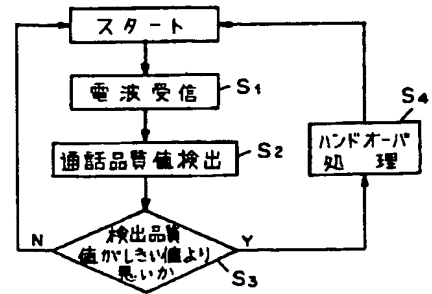 スタート
電波受信
S1
通話品質値検出
S2
検出品質
値がしきい値より
悪いか
S3
N
Y
ハンドオーバ
処理
S4